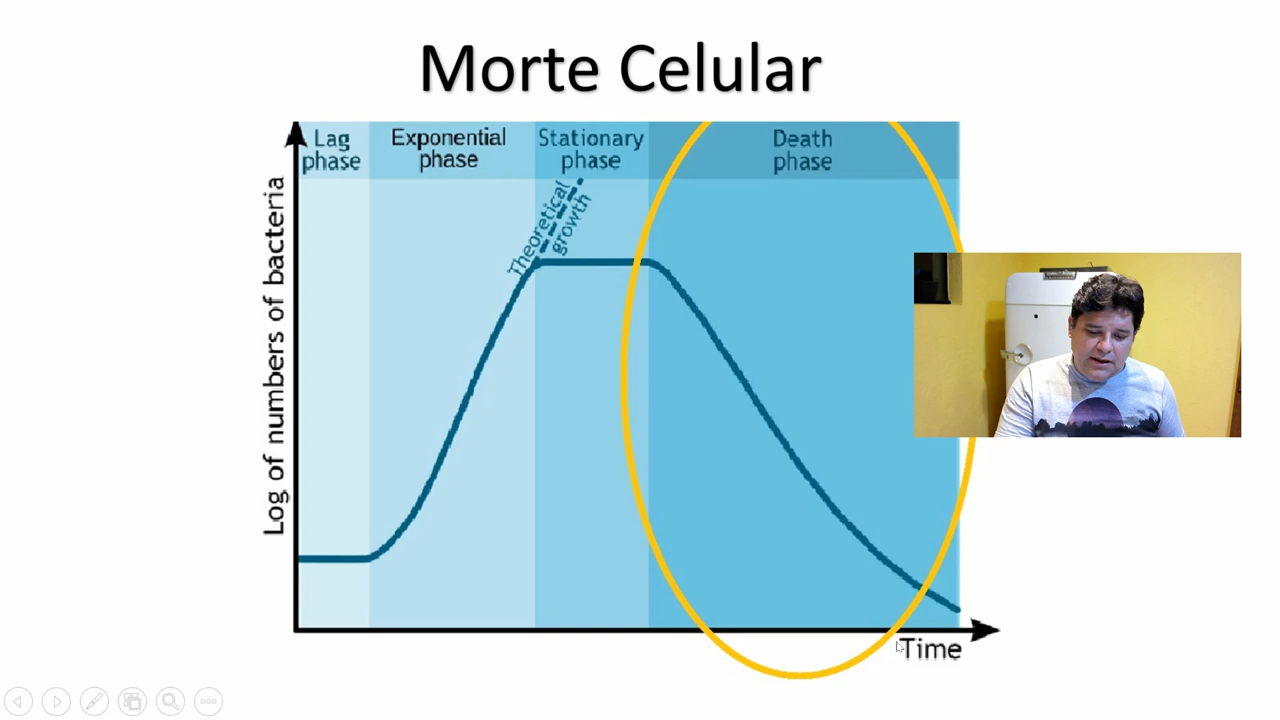 Morte Celular
Lag
phase
Exponential
phase
Stationary
phase
Death
phase
Theoretical
growth
Log of numbers of bacteria
Time